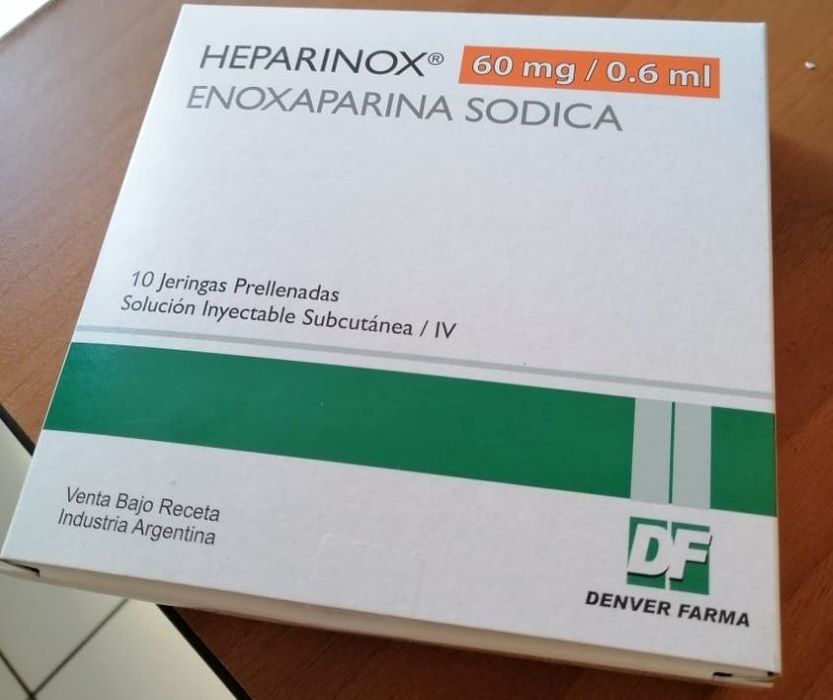 HEPARINOX® 60 mg / 0.6 ml
ENOXAPARINA SODICA
10 Jeringas Prellenadas
Solución Inyectable Subcutánea / IV
Venta Bajo Receta
Industria Argentina
DF
DENVER FARMA